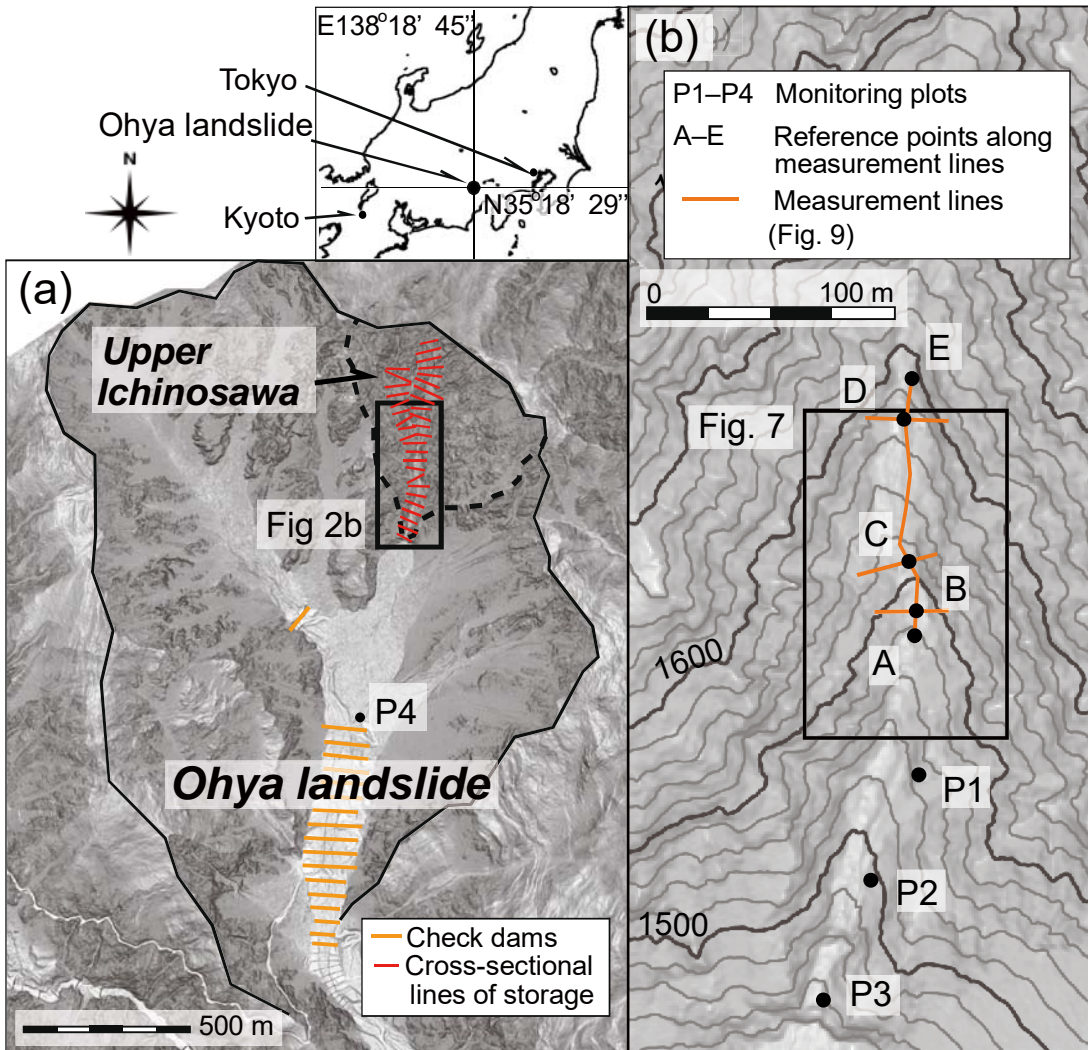 E138°18' 45"
Tokyo
Ohya landslide
N
N35°18' 29"
Kyoto
(a)
Upper
Ichinosawa
Fig 2b
P4
Ohya landslide
Check dams
Cross-sectional
lines of storage
500 m
(b)
P1–P4 Monitoring plots
A–E Reference points along
measurement lines
Measurement lines
(Fig. 9)
0 100 m
E
D
Fig. 7
C
B
1600
A
P1
P2
1500
P3